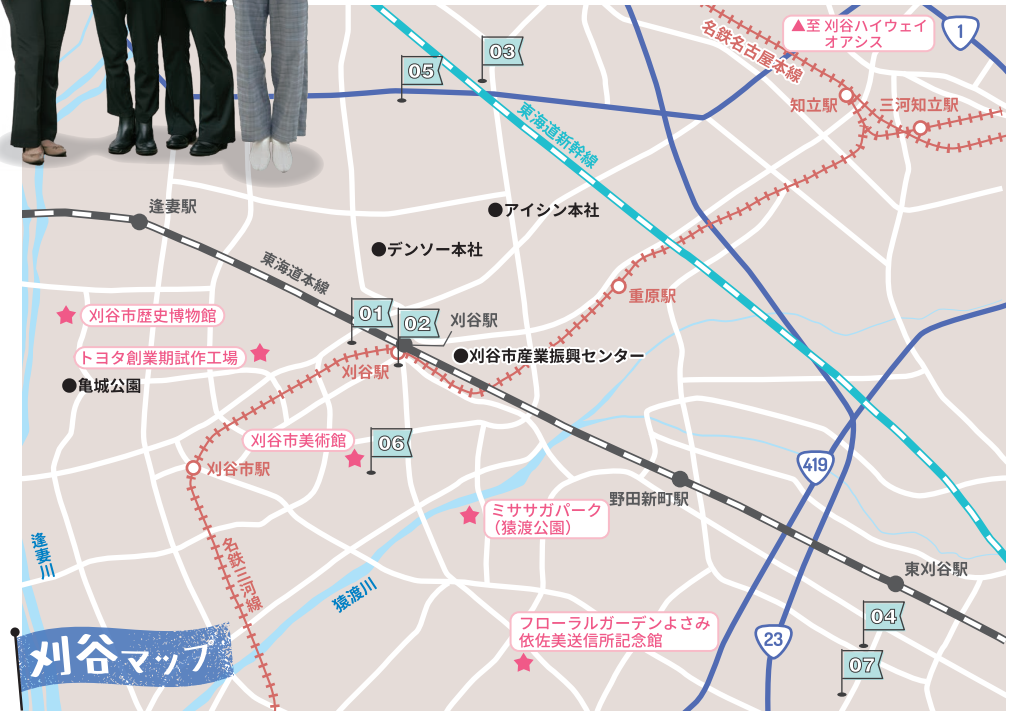 03
05
▲至 刈谷ハイウェイ
オアシス
1
名鉄名古屋本線
知立駅
三河知立駅
東海道新幹線
逢妻駅
●アイシン本社
●デンソー本社
東海道本線
重原駅
01
02
刈谷駅
刈谷市歴史博物館
トヨタ創業期試作工場
●刈谷市産業振興センター
刈谷駅
●亀城公園
刈谷市美術館
06
刈谷市駅
419
野田新町駅
ミササガパーク
（猿渡公園）
逢妻川
名鉄三河線
東刈谷駅
猿渡川
04
フローラルガーデンよさみ
依佐美送信所記念館
23
07
刈谷マップ